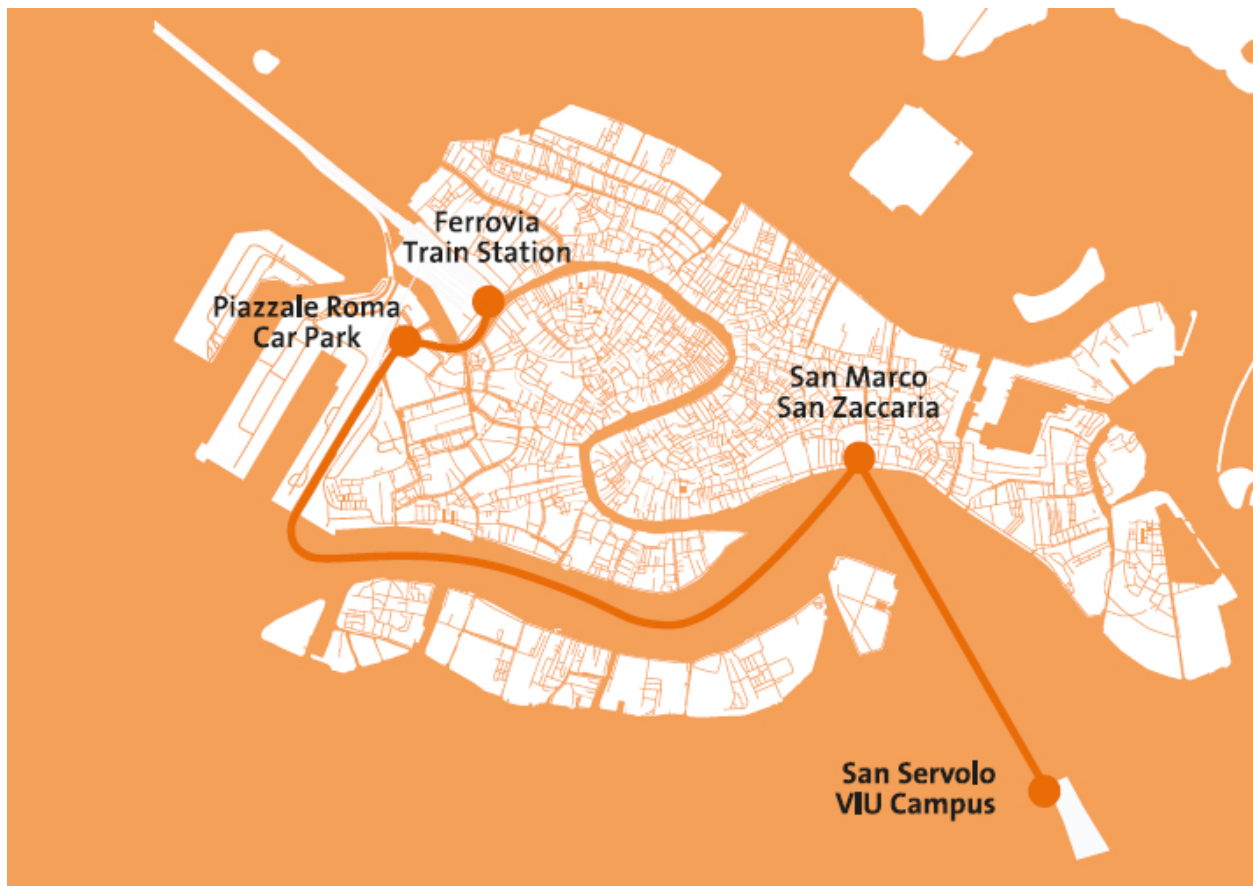 Ferrovia
Train Station
Piazzale Roma
Car Park
San Marco
San Zaccaria
San Servolo
VIU Campus